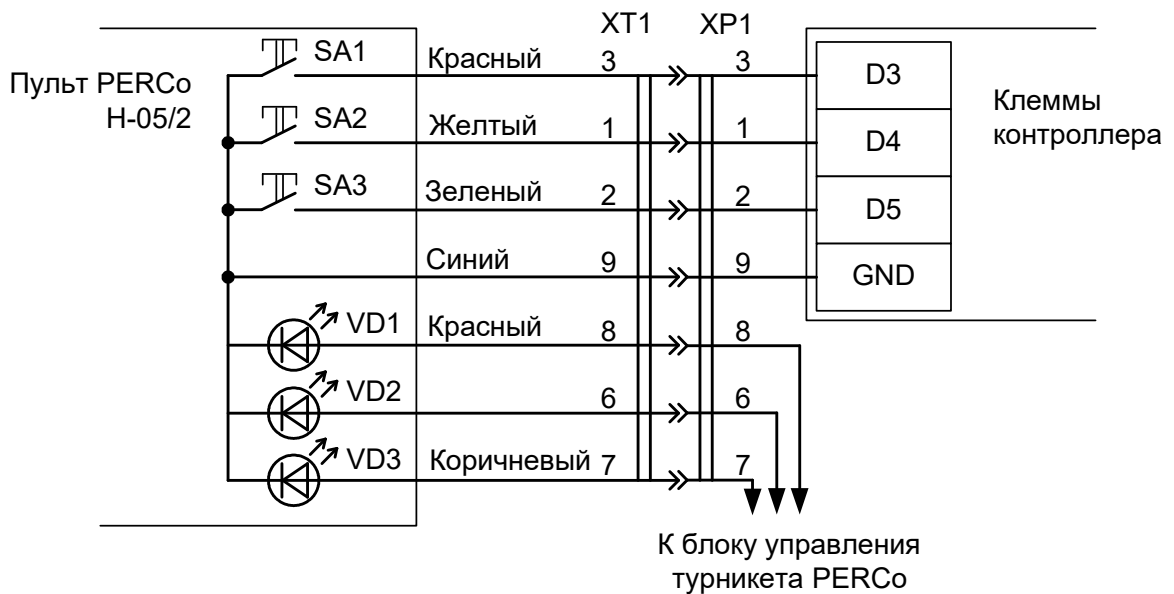 XT1 XP1
Пульт PERCo
H-05/2
SA1 Красный 3 3 D3
SA2 Желтый 1 1 D4
SA3 Зеленый 2 2 D5
Синий 9 9 GND
VD1 Красный 8 8
VD2 6 6
VD3 Коричневый 7 7
Клеммы
контроллера
К блоку управления
турникета PERCo